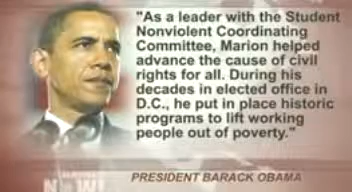 "As a leader with the Student
Nonviolent Coordinating
Committee, Marion helped
advance the cause of civil
rights for all. During his
decades in elected office in
D.C., he put in place historic
programs to lift working
people out of poverty."
PRESIDENT BARACK OBAMA